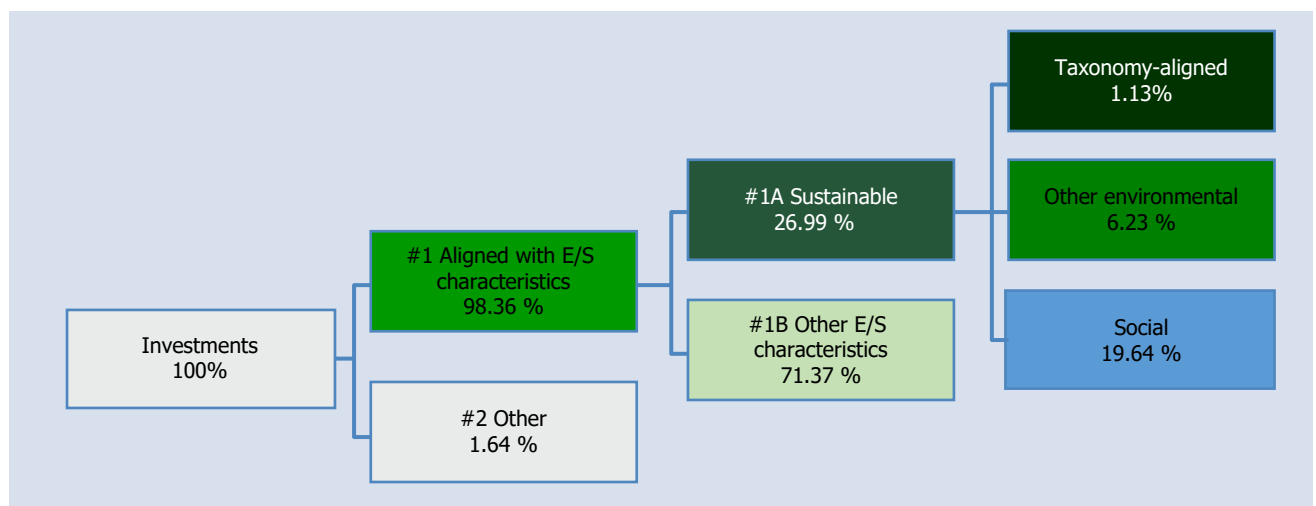 Investments
100%
#1 Aligned with E/S
characteristics
98.36 %
#2 Other
1.64 %
#1A Sustainable
26.99 %
#1B Other E/S
characteristics
71.37 %
Taxonomy-aligned
1.13%
Other environmental
6.23 %
Social
19.64 %